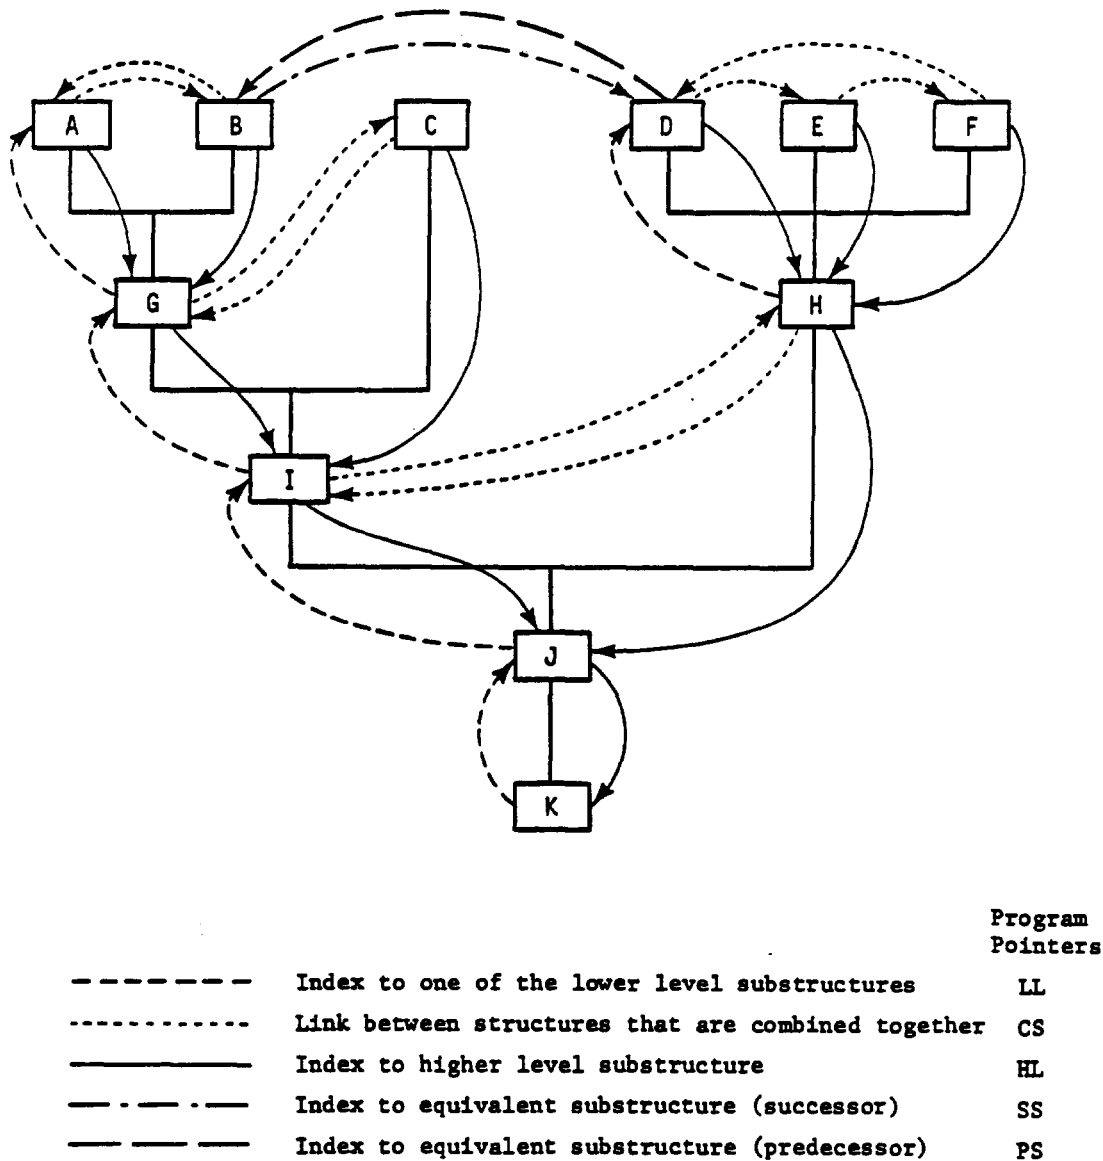 A B C D E F
G H
I
J
K
Program
Pointers
Index to one of the lower level substructures LL
Link between structures that are combined together CS
Index to higher level substructure HL
Index to equivalent substructure (successor) SS
Index to equivalent substructure (predecessor) PS